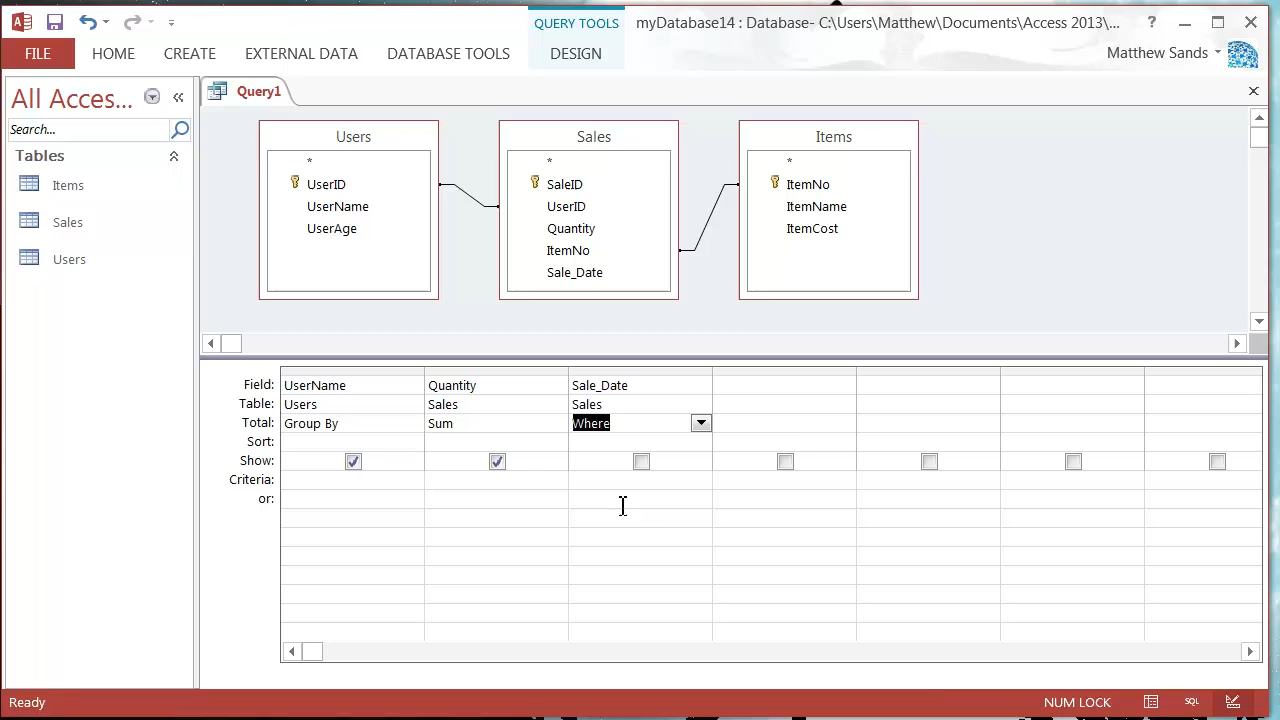 QUERY TOOLS
myDatabase14 : Database- C:\Users\Matthew\Documents\Access 2013\...
FILE
HOME
CREATE
EXTERNAL DATA
DATABASE TOOLS
DESIGN
Matthew Sands
All Acces...
Search...
Tables
Items
Sales
Users
Query1
Users
*
UserID
UserName
UserAge
Sales
*
SaleID
UserID
Quantity
ItemNo
Sale_Date
Items
*
ItemNo
ItemName
ItemCost
Field: UserName Quantity Sale_Date
Table: Users Sales Sales
Total: Group By Sum Where
Sort:
Show:
Criteria:
or:
Ready
NUM LOCK
SQL